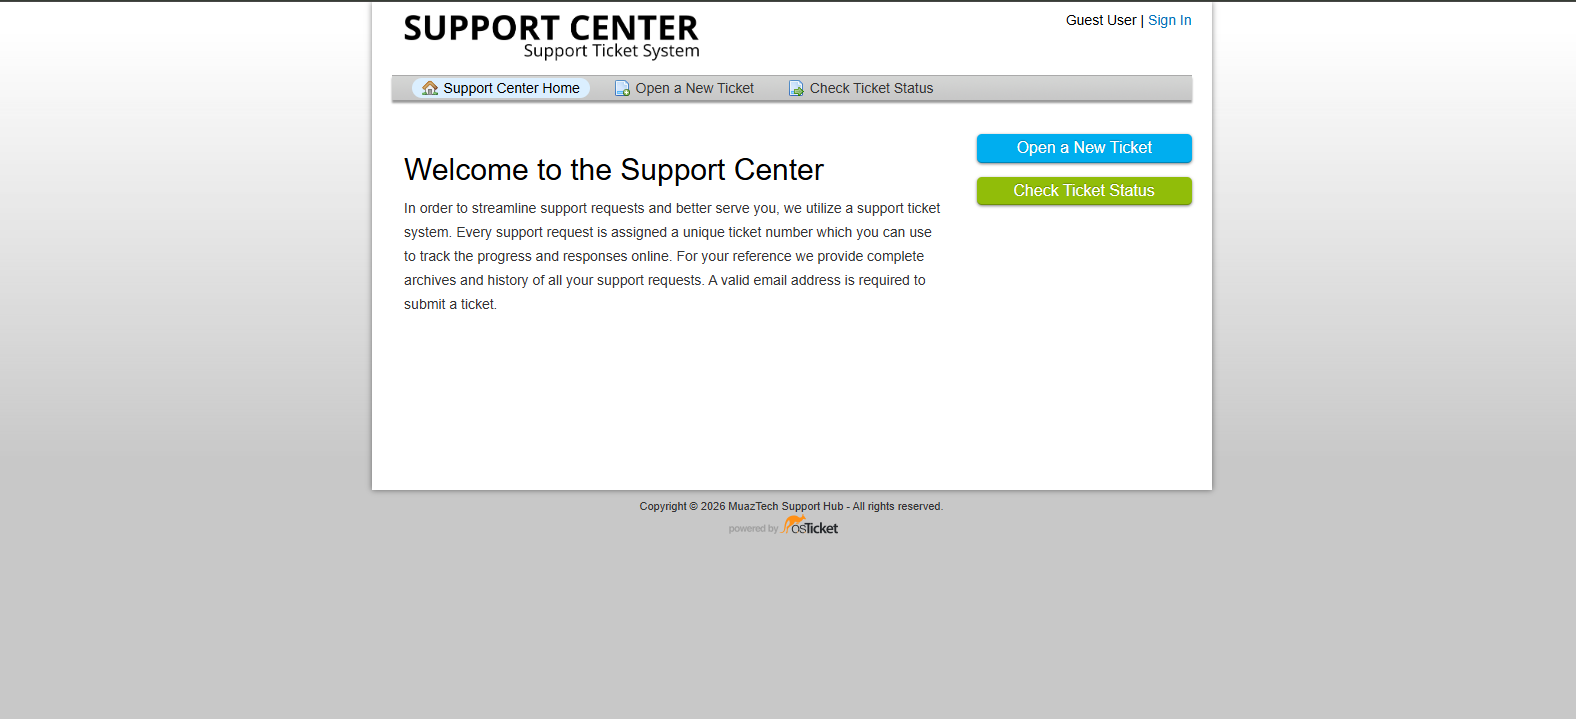 SUPPORT CENTER
Support Ticket System
Guest User | Sign In
Support Center Home
Open a New Ticket
Check Ticket Status
Welcome to the Support Center
In order to streamline support requests and better serve you, we utilize a support ticket
system. Every support request is assigned a unique ticket number which you can use
to track the progress and responses online. For your reference we provide complete
archives and history of all your support requests. A valid email address is required to
submit a ticket.
Open a New Ticket
Check Ticket Status
Copyright © 2026 MuazTech Support Hub - All rights reserved.
powered by osTicket